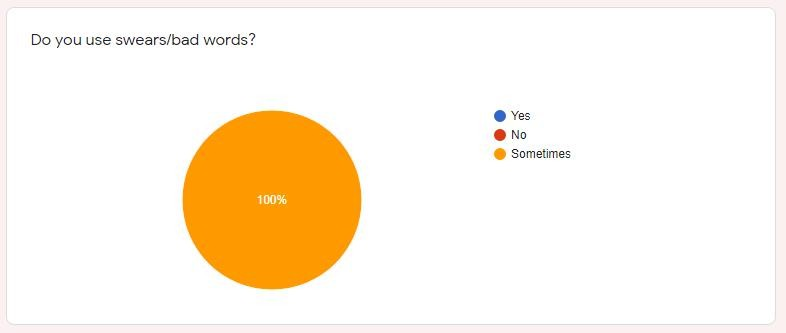 Do you use swears/bad words?
Yes
No
Sometimes
100%